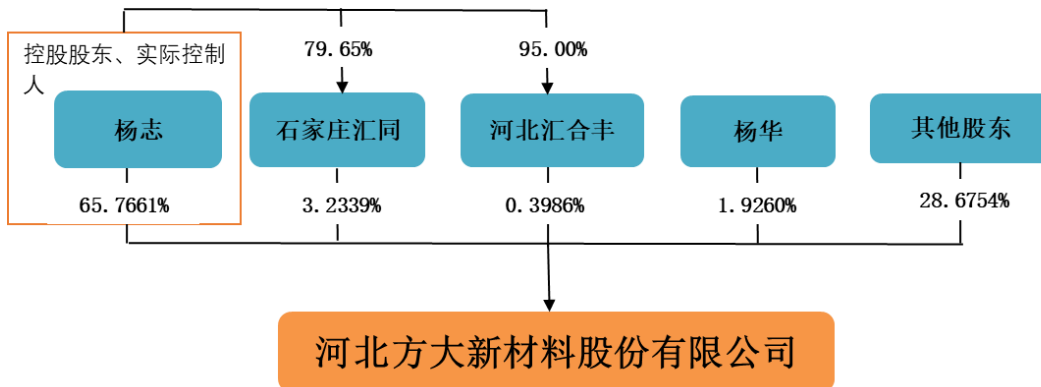 控股股东、实际控制
人
79.65%
95.00%
杨志
石家庄汇同
河北汇合丰
杨华
其他股东
65.7661%
3.2339%
0.3986%
1.9260%
28.6754%
河北方大新材料股份有限公司